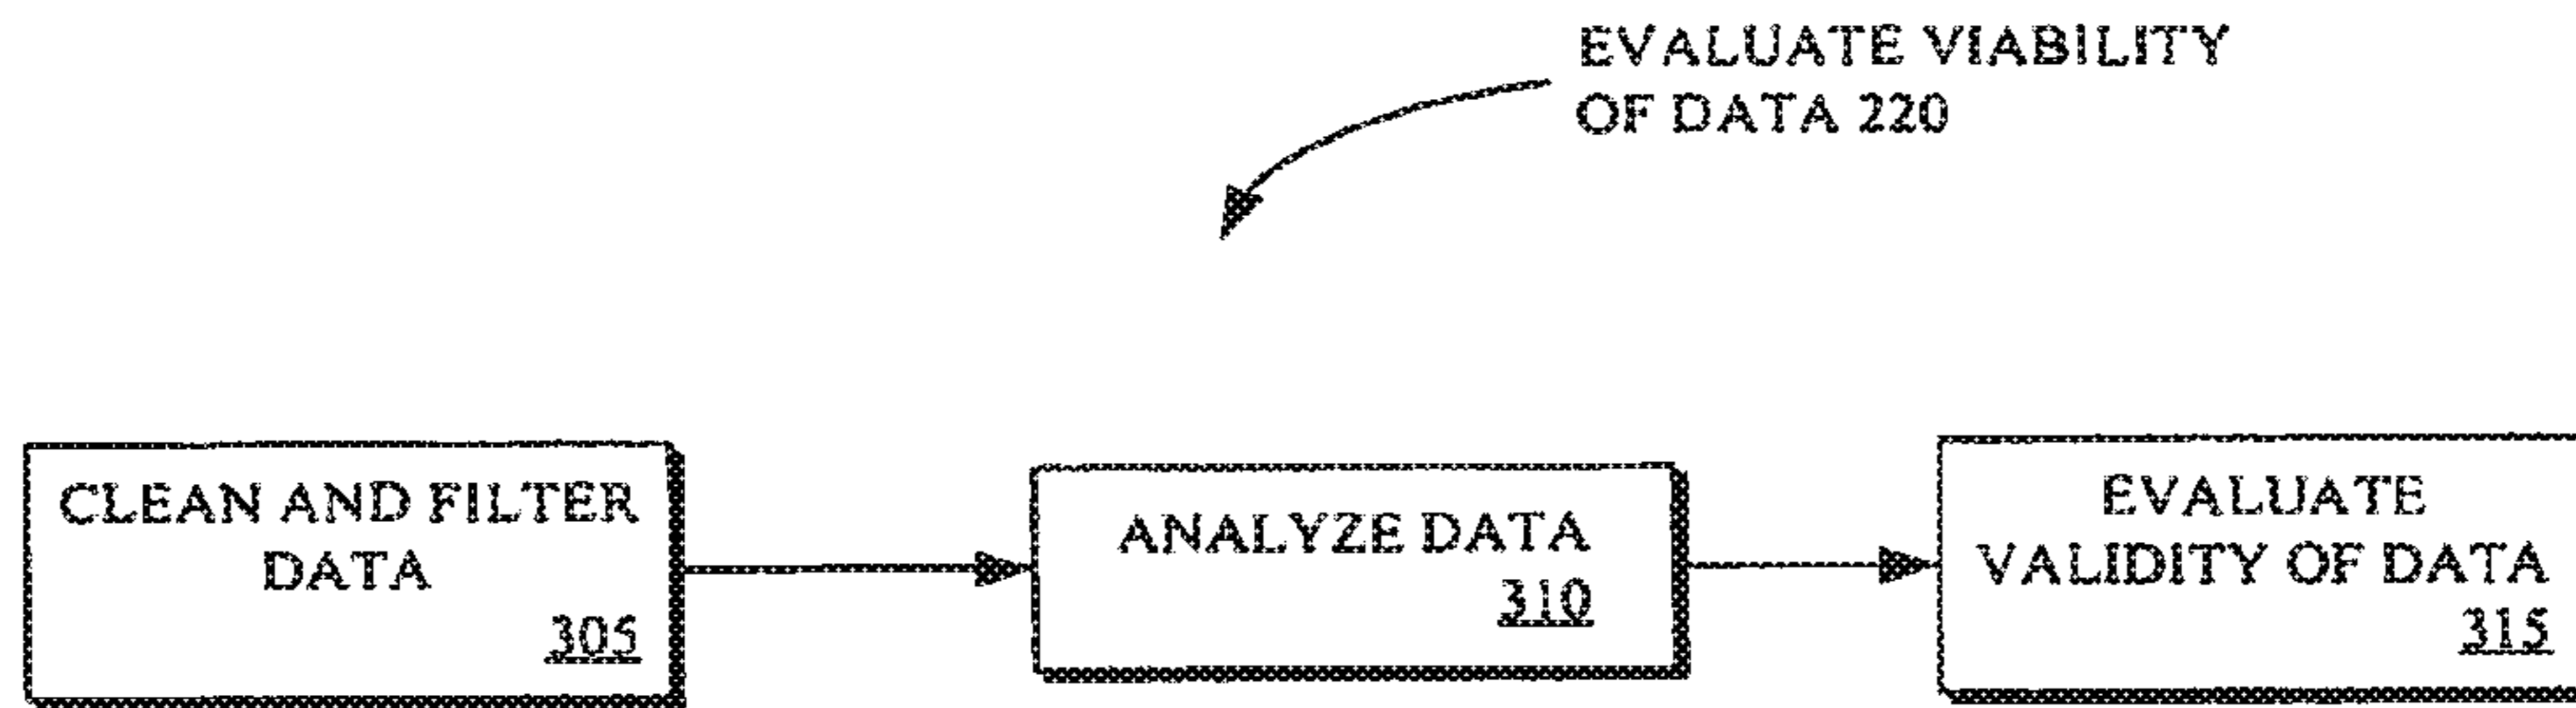 EVALUATE VIABILITY
OF DATA 220
CLEAN AND FILTER
DATA
305
ANALYZE DATA
310
EVALUATE
VALIDITY OF DATA
315